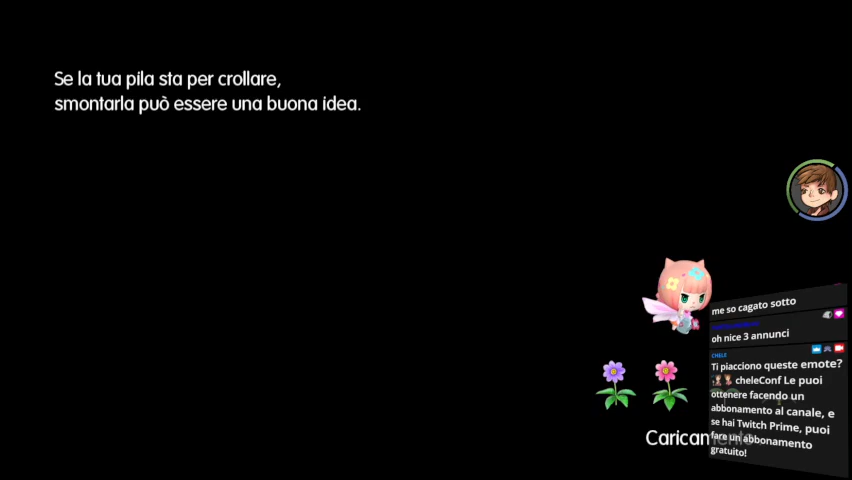 Se la tua pila sta per crollare,
smontarla può essere una buona idea.
me so cagato sotto
oh nice 3 annunci
CHELE
Ti piacciono queste emote?
cheleConf Le puoi
ottenere facendo un
abbonamento al canale, e
se hai Twitch Prime, puoi
fare un abbonamento
gratuito!
Caricamento